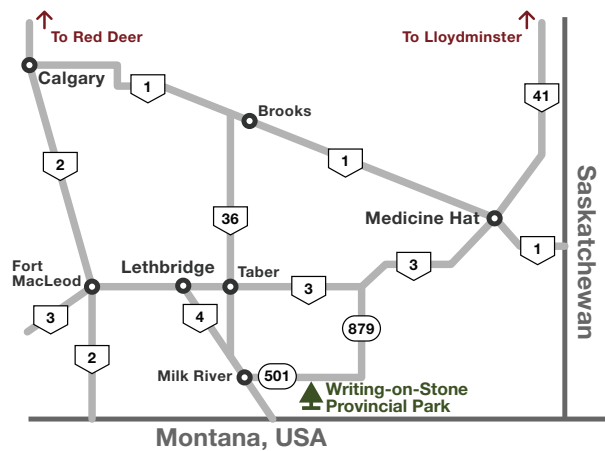 To Red Deer
To Lloydminster
Calgary
1
Brooks
41
2
1
Saskatchewan
36
Medicine Hat
1
Fort
MacLeod
Lethbridge
Taber
3
3
3
4
879
2
Milk River
501
Writing-on-Stone
Provincial Park
Montana, USA